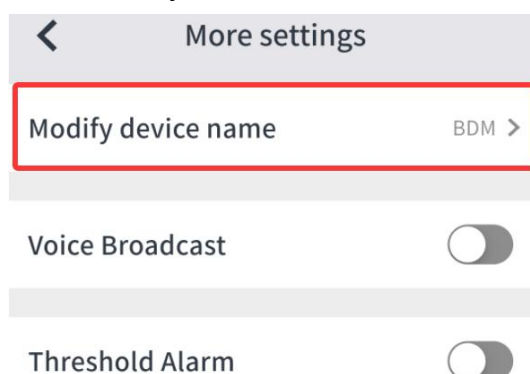 More settings
Modify device name BDM
Voice Broadcast
Threshold Alarm